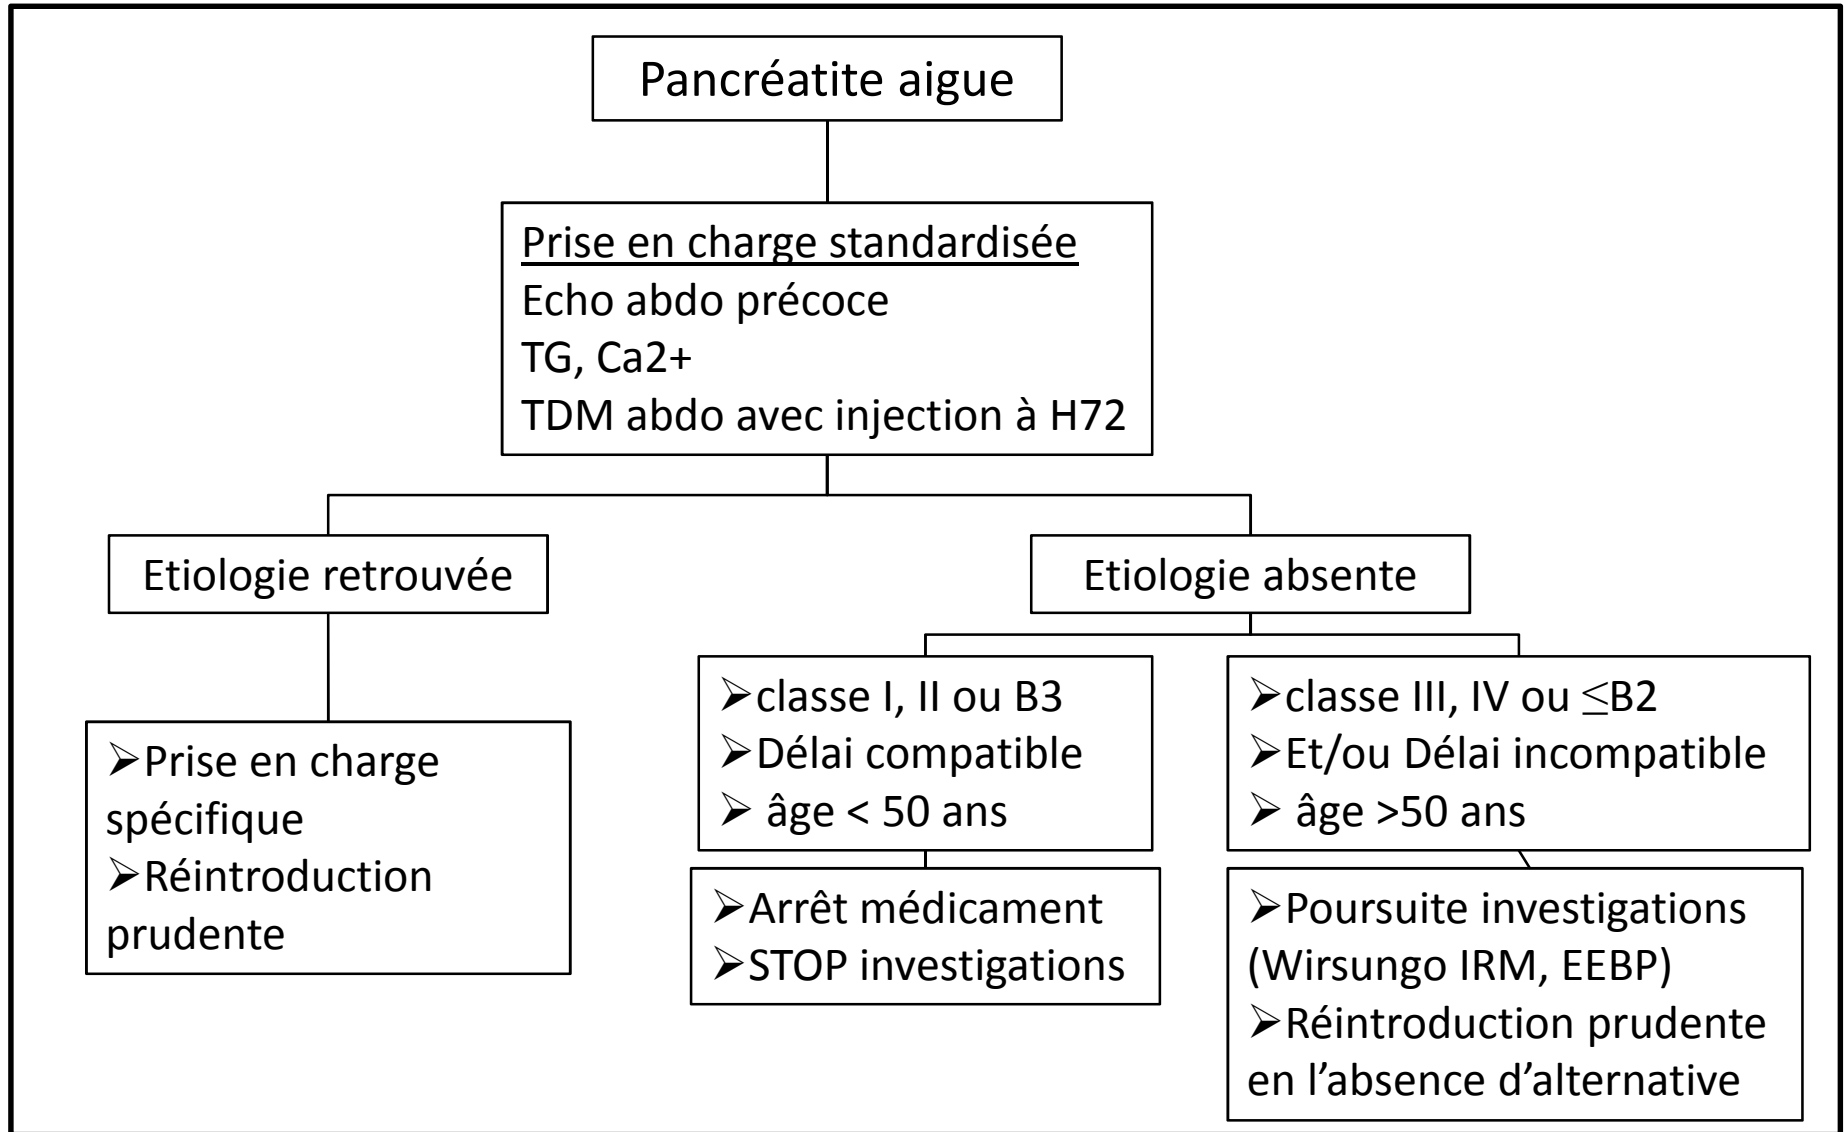 Pancréatite aigue
Prise en charge standardisée
Echo abdo précoce
TG, Ca2+
TDM abdo avec injection à H72
Etiologie retrouvée
Etiologie absente
➢Prise en charge
spécifique
➢Réintroduction
prudente
➢classe I, II ou B3
➢Délai compatible
➢ âge < 50 ans
➢Arrêt médicament
➢STOP investigations
➢classe III, IV ou ≤B2
➢Et/ou Délai incompatible
➢ âge >50 ans
➢Poursuite investigations
(Wirsungo IRM, EEBP)
➢Réintroduction prudente
en l’absence d’alternative